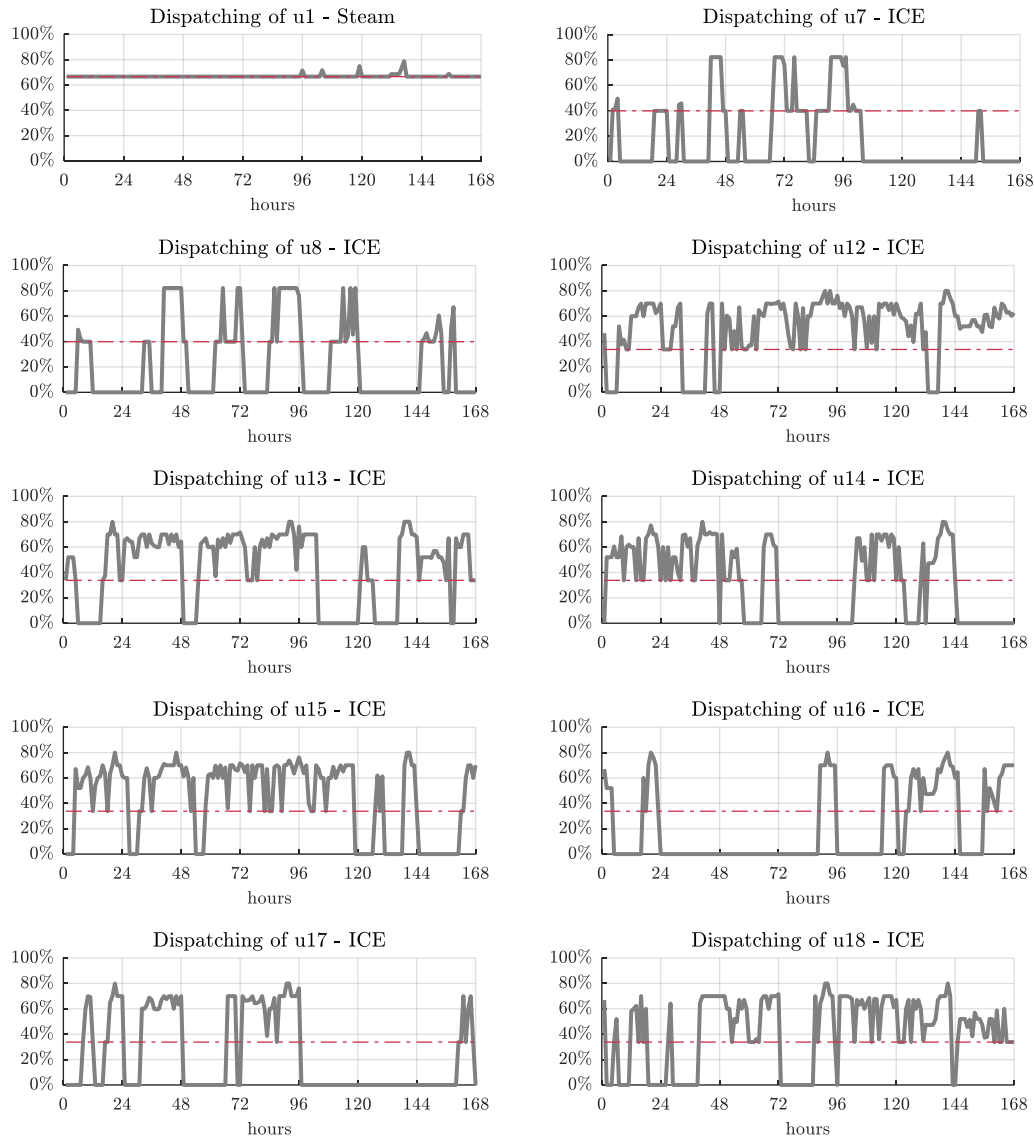 Dispatching of u1 - Steam
100%
80%
60%
40%
20%
0%
0 24 48 72 96 120 144 168
hours
Dispatching of u7 - ICE
100%
80%
60%
40%
20%
0%
0 24 48 72 96 120 144 168
hours
Dispatching of u8 - ICE
100%
80%
60%
40%
20%
0%
0 24 48 72 96 120 144 168
hours
Dispatching of u12 - ICE
100%
80%
60%
40%
20%
0%
0 24 48 72 96 120 144 168
hours
Dispatching of u13 - ICE
100%
80%
60%
40%
20%
0%
0 24 48 72 96 120 144 168
hours
Dispatching of u14 - ICE
100%
80%
60%
40%
20%
0%
0 24 48 72 96 120 144 168
hours
Dispatching of u15 - ICE
100%
80%
60%
40%
20%
0%
0 24 48 72 96 120 144 168
hours
Dispatching of u16 - ICE
100%
80%
60%
40%
20%
0%
0 24 48 72 96 120 144 168
hours
Dispatching of u17 - ICE
100%
80%
60%
40%
20%
0%
0 24 48 72 96 120 144 168
hours
Dispatching of u18 - ICE
100%
80%
60%
40%
20%
0%
0 24 48 72 96 120 144 168
hours